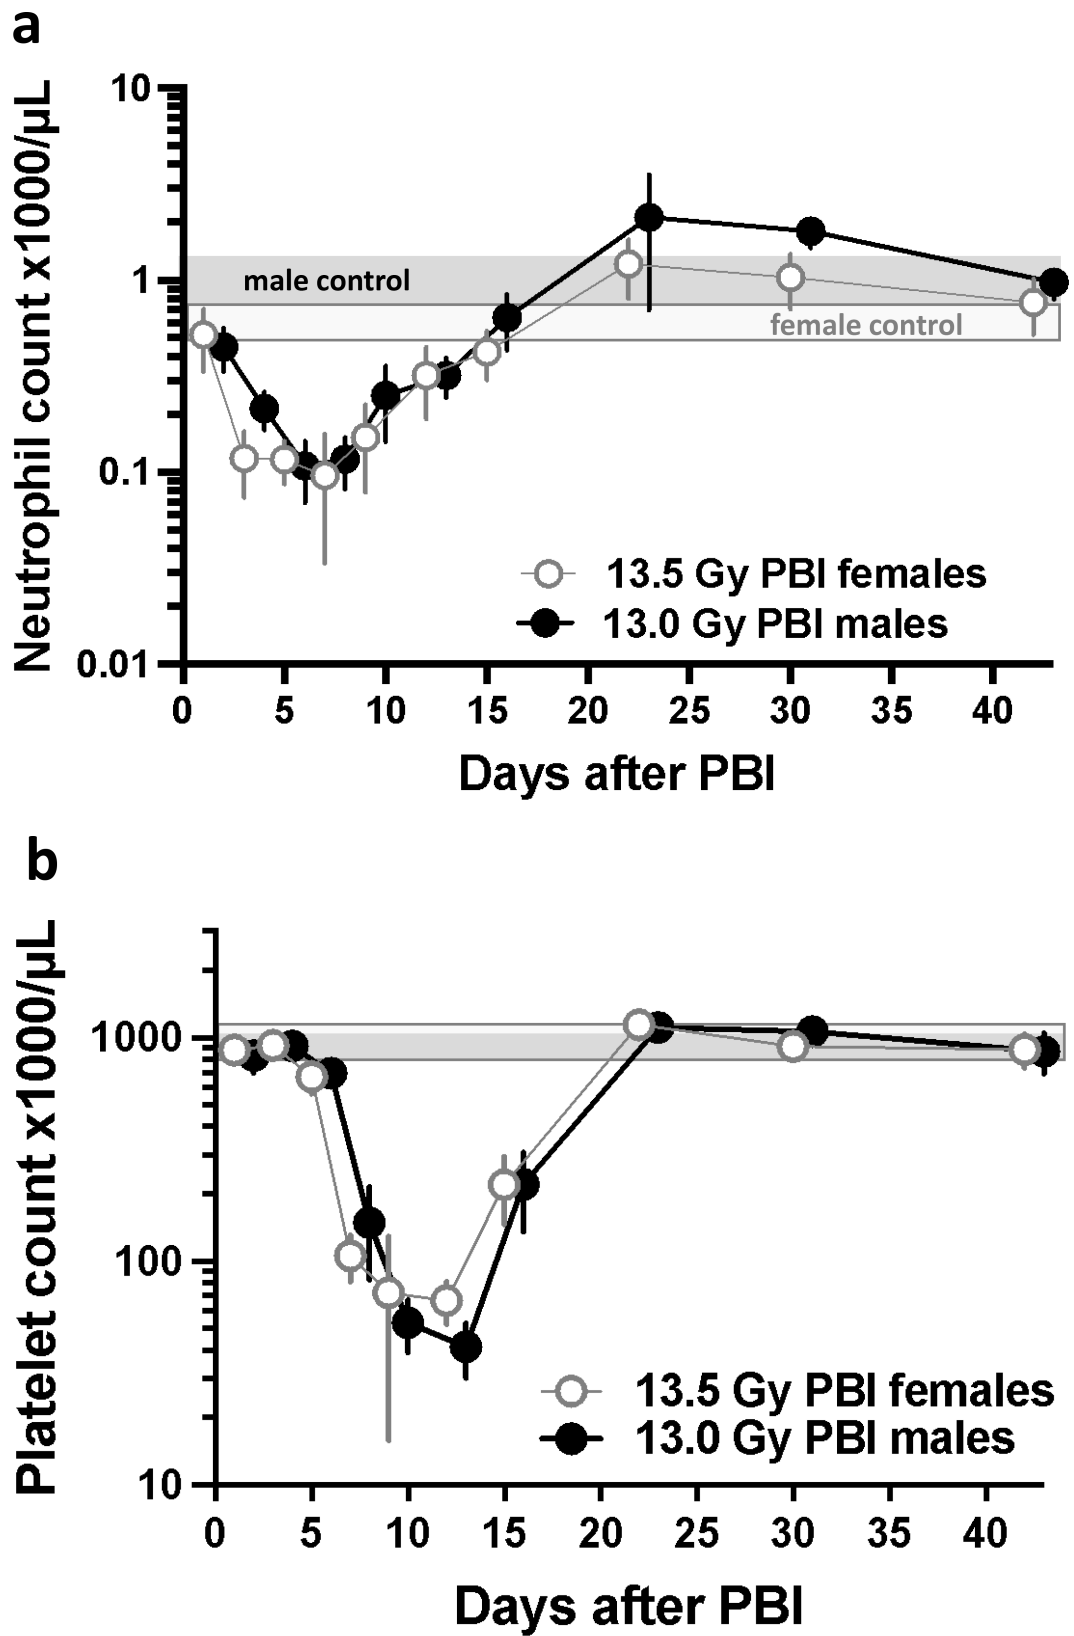 a
Neutrophil count x1000/µL
10
1
0.1
0.01
male control
female control
13.5 Gy PBI females
13.0 Gy PBI males
0 5 10 15 20 25 30 35 40
Days after PBI
b
Platelet count x1000/µL
1000
100
10
13.5 Gy PBI females
13.0 Gy PBI males
0 5 10 15 20 25 30 35 40
Days after PBI